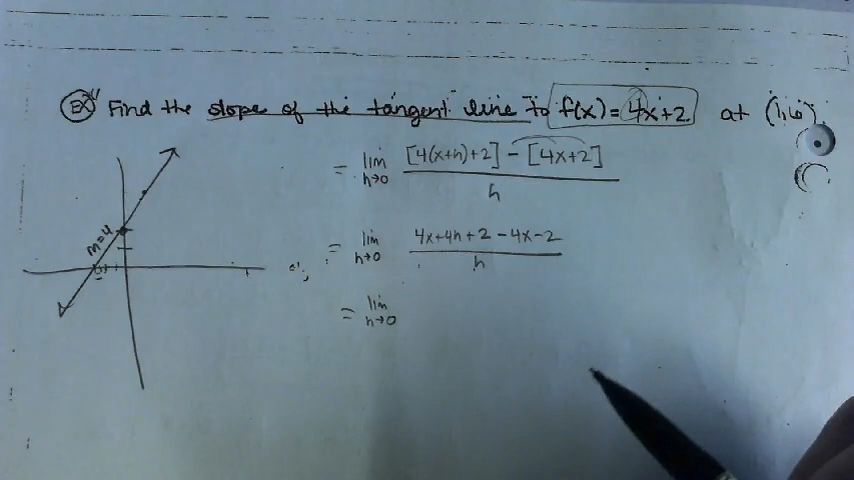 EX Find the slope of the "tangent" line to f(x)=4x+2 at (1,6).
= lim h→0 [4(x+h)+2] - [4x+2] / h
m=4
= lim h→0 4x+4h+2-4x-2 / h
= lim h→0